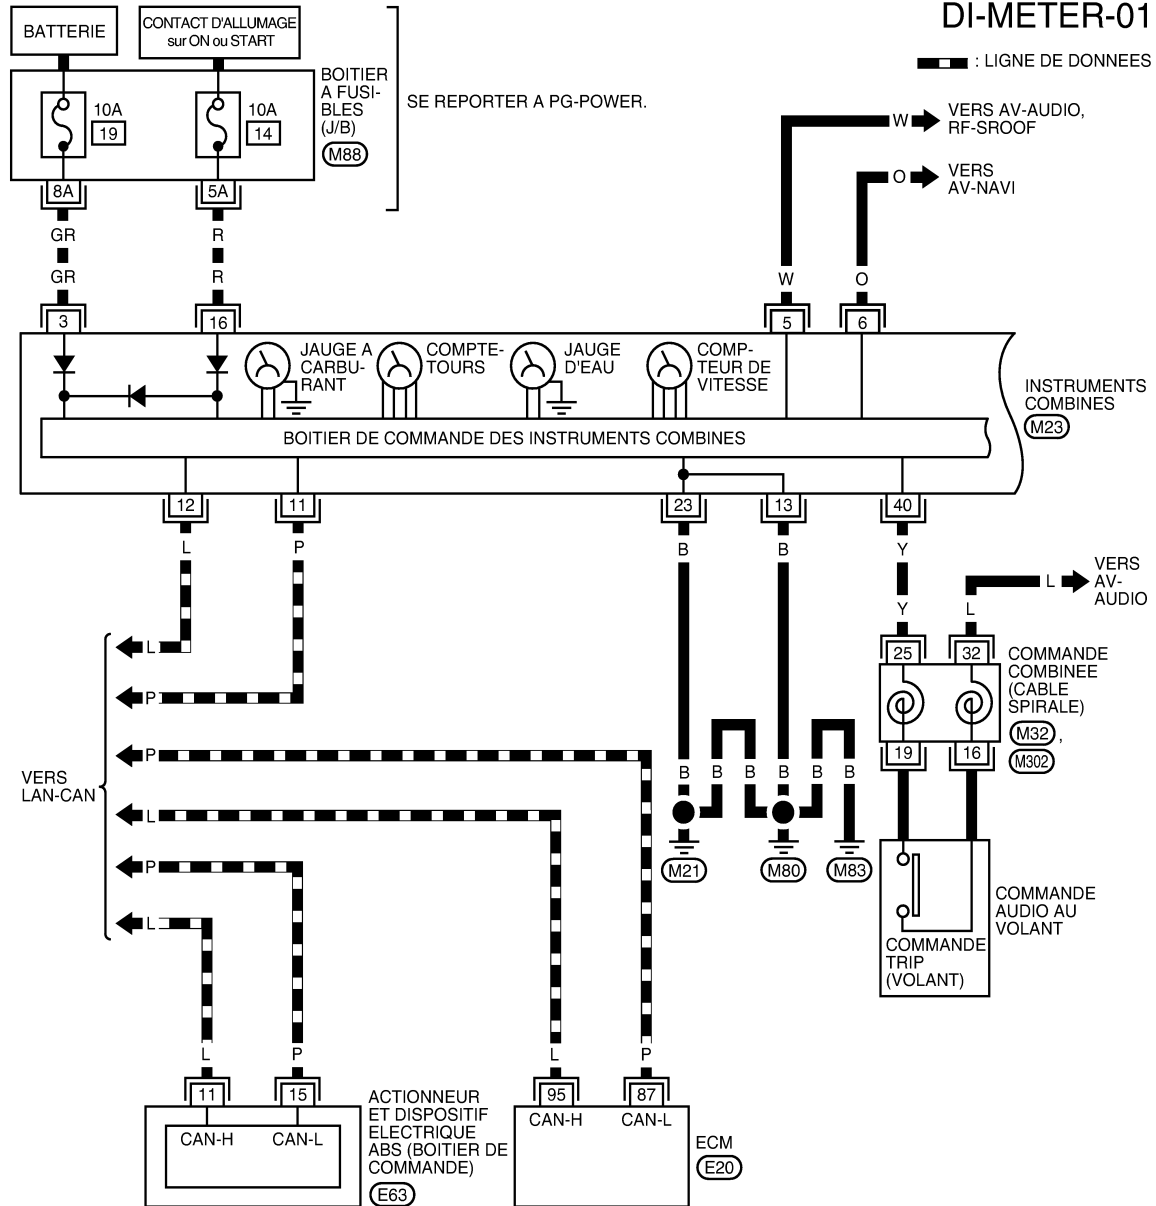 DI-METER-01
: LIGNE DE DONNEES
BATTERIE
CONTACT D'ALLUMAGE
sur ON ou START
10A
19
10A
14
BOITIER
A FUSI-
BLES
(J/B)
M88
SE REPORTER A PG-POWER.
8A
5A
GR
R
GR
R
W
VERS AV-AUDIO,
RF-SROOF
O
VERS
AV-NAVI
W
O
3
16
5
6
JAUGE A
CARBU-
RANT
COMPTE-
TOURS
JAUGE
D'EAU
COMP-
TEUR DE
VITESSE
INSTRUMENTS
COMBINES
M23
BOITIER DE COMMANDE DES INSTRUMENTS COMBINES
12
11
23
13
40
L
P
B
B
Y
Y
L
L
VERS
AV-
AUDIO
L
P
P
L
P
L
VERS
LAN-CAN
25
32
COMMANDE
COMBINEE
(CABLE
SPIRALE)
M32 ,
M302
19
16
B
B
B
B
B
B
M21
M80
M83
COMMANDE
TRIP
(VOLANT)
COMMANDE
AUDIO AU
VOLANT
L
P
L
P
11
15
95
87
CAN-H
CAN-L
CAN-H
CAN-L
ACTIONNEUR
ET DISPOSITIF
ELECTRIQUE
ABS (BOITIER DE
COMMANDE)
E63
ECM
E20